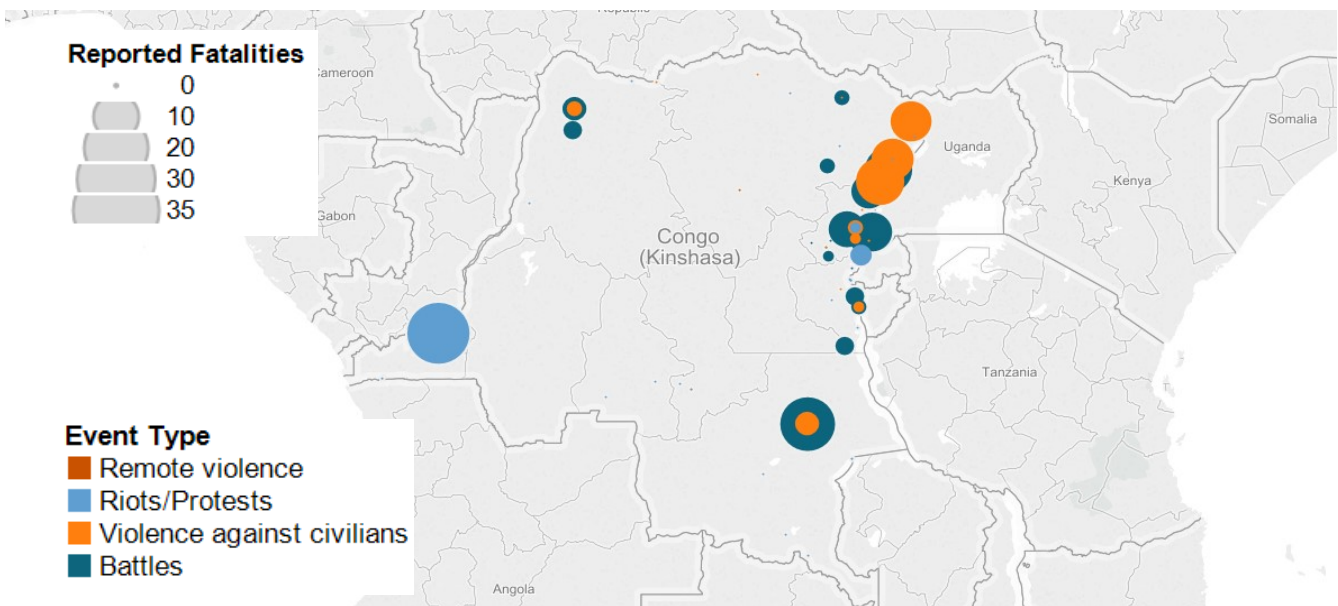 Republic
Reported Fatalities
0
10
20
30
35
Cameroon
Somalia
Uganda
Kenya
Gabon
Congo
(Kinshasa)
Tanzania
Event Type
Remote violence
Riots/Protests
Violence against civilians
Battles
Angola